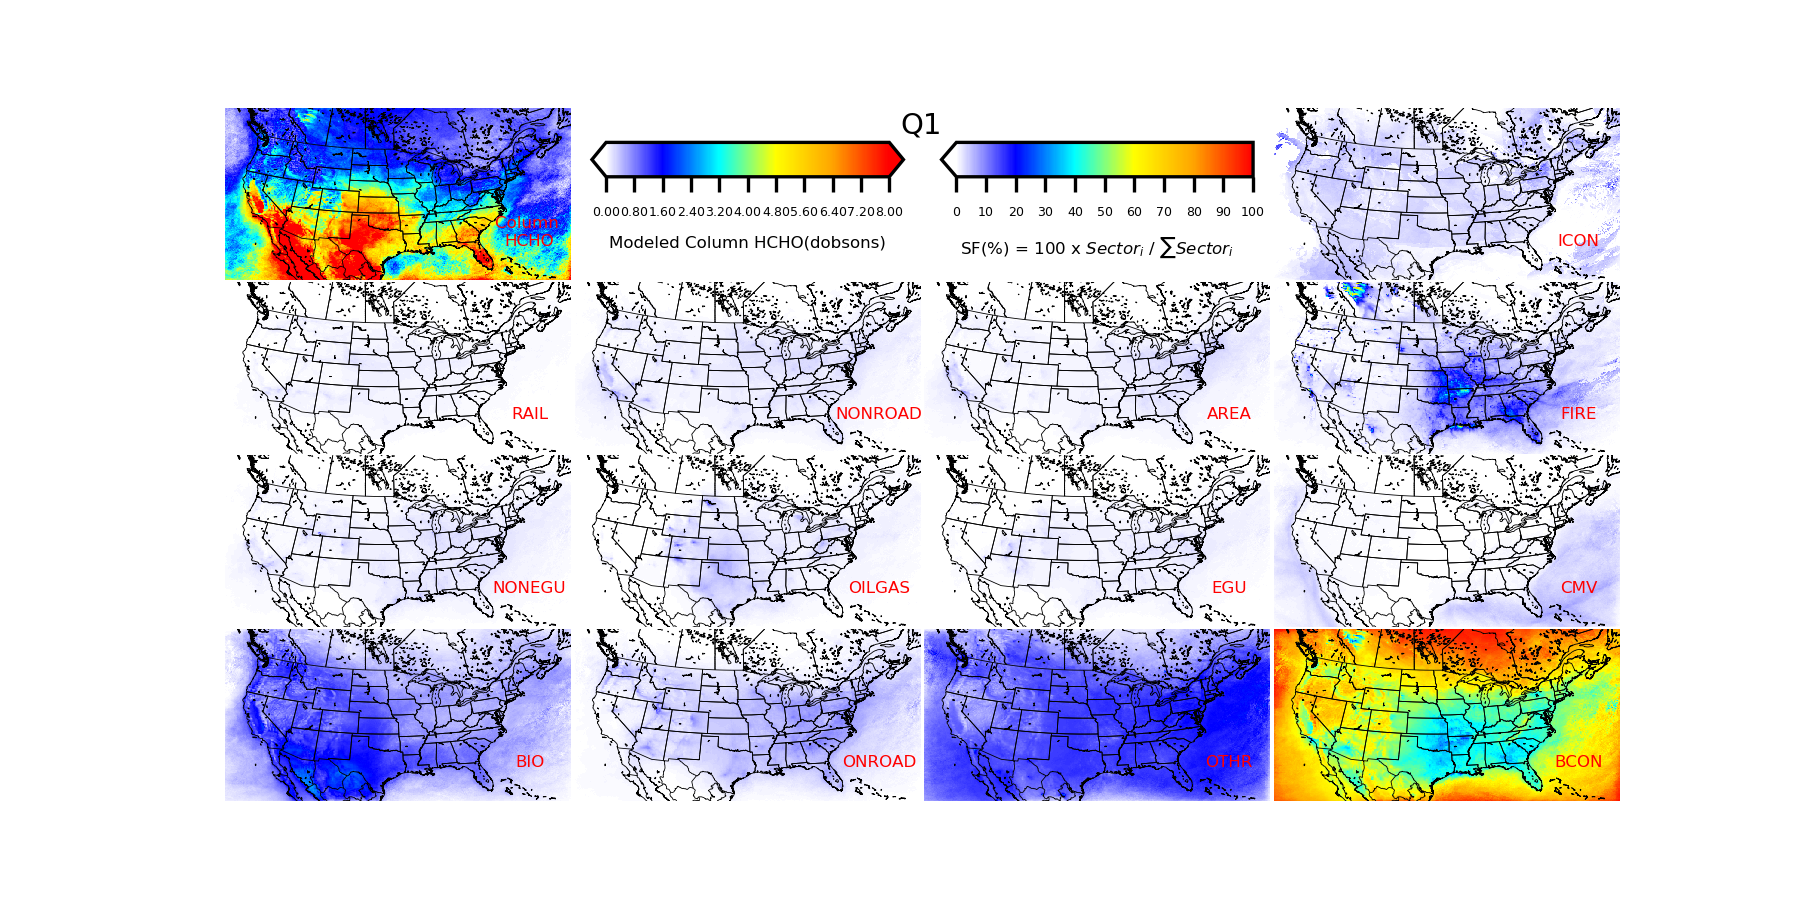 Q1
0.00 0.80 1.60 2.40 3.20 4.00 4.80 5.60 6.40 7.20 8.00
Modeled Column HCHO(dobsons)
0 10 20 30 40 50 60 70 80 90 100
SF(%) = 100 x Sectorᵢ / ∑Sectorᵢ
Column
HCHO
ICON
RAIL
NONROAD
AREA
FIRE
NONEGU
OILGAS
EGU
CMV
BIO
ONROAD
OTHR
BCON